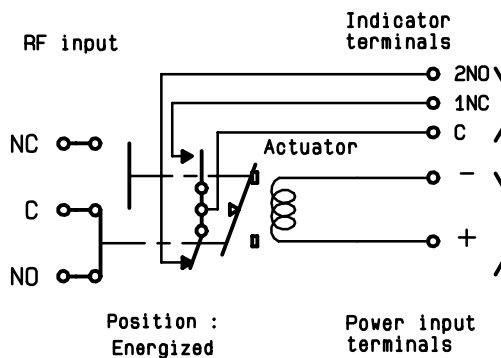 Indicator
terminals
RF input
2NO
1NC
C
Actuator
NC
C
NO
-
+
Position :
Energized
Power input
terminals